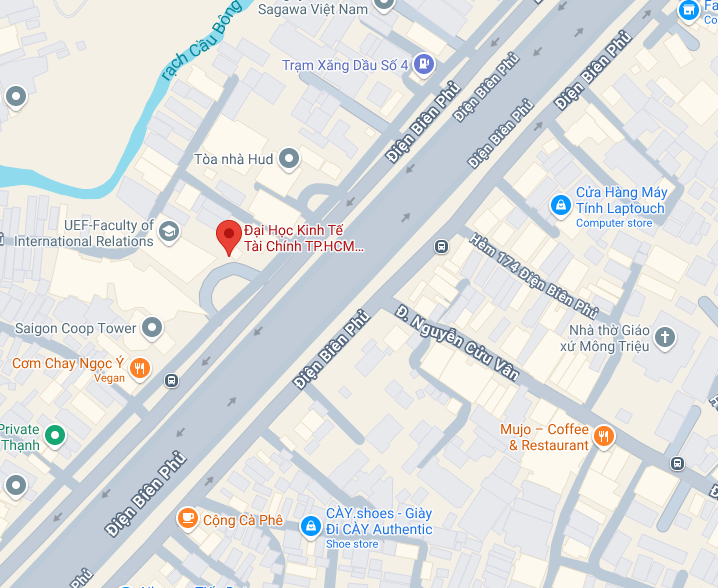 Sagawa Việt Nam
rạch Cầu Bông
Trạm Xăng Dầu Số 4
Điện Biên Phủ
Điện Biên Phủ
Điện Biên Phủ
Điện Biên Phủ
Tòa nhà Hud
Cửa Hàng Máy
Tính Laptouch
Computer store
UEF-Faculty of
International Relations
Đại Học Kinh Tế
Tài Chính TP.HCM...
Hẻm 174 Điện Biên Phủ
Saigon Coop Tower
Đ. Nguyễn Cửu Vân
Nhà thờ Giáo
xứ Mông Triệu
Điện Biên Phủ
Cơm Chay Ngọc Ý
Vegan
Private
Thạnh
Mujo – Coffee
& Restaurant
Điện Biên Phủ
Cộng Cà Phê
CÀY.shoes - Giày
Đi CÀY Authentic
Shoe store